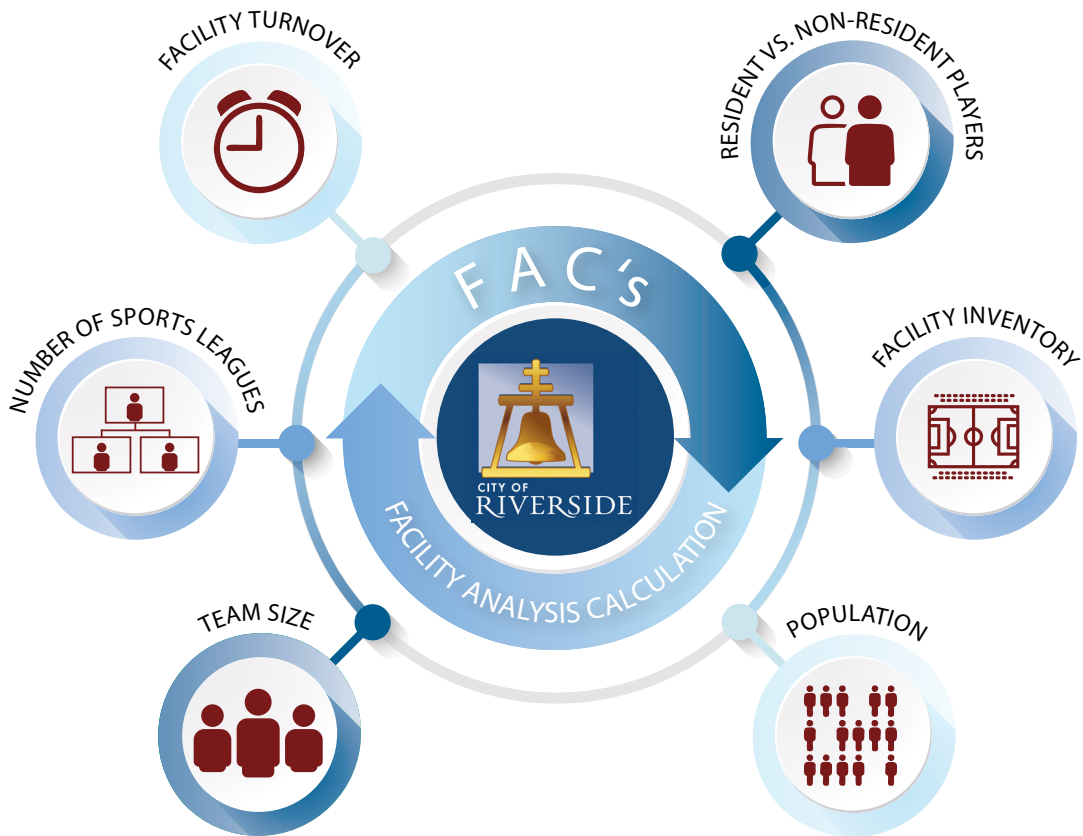 FACILITY TURNOVER
RESIDENT VS. NON-RESIDENT PLAYERS
FAC's
NUMBER OF SPORTS LEAGUES
FACILITY INVENTORY
CITY OF
RIVERSIDE
FACILITY ANALYSIS CALCULATION
TEAM SIZE
POPULATION